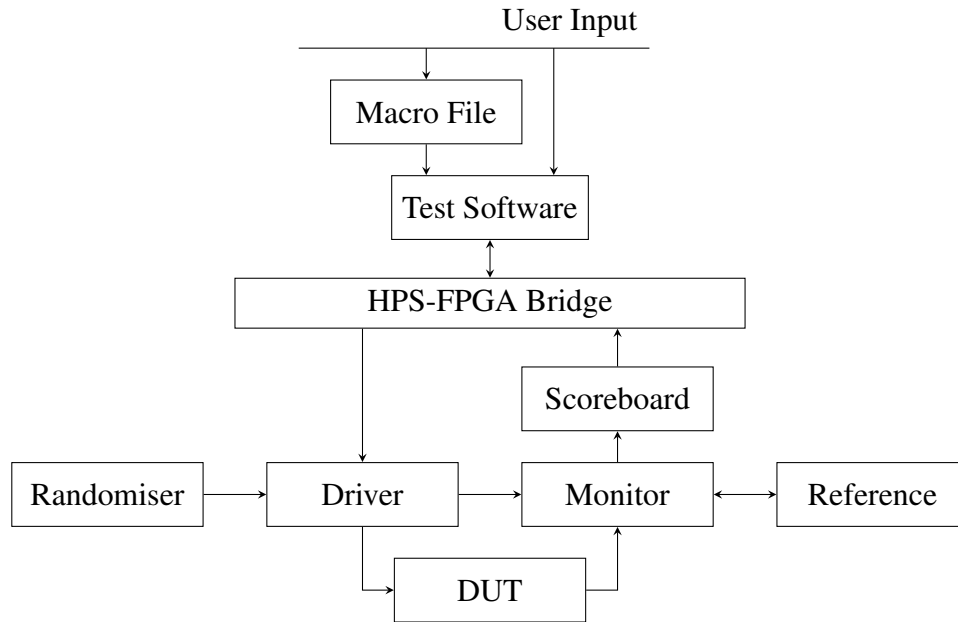 User Input
Macro File
Test Software
HPS-FPGA Bridge
Scoreboard
Randomiser
Driver
Monitor
Reference
DUT